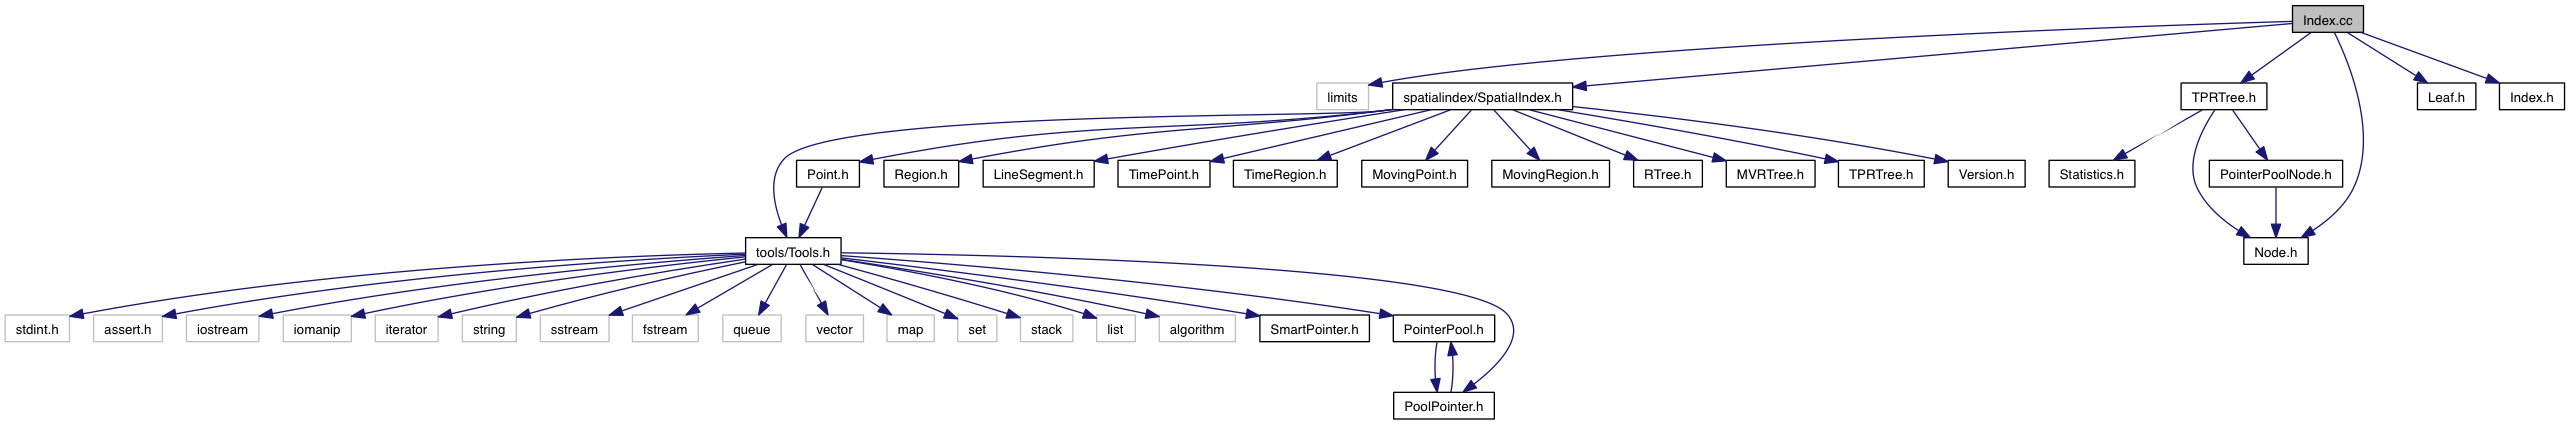 Index.cc
limits
spatialindex/SpatialIndex.h
TPRTree.h
Leaf.h
Index.h
Point.h
Region.h
LineSegment.h
TimePoint.h
TimeRegion.h
MovingPoint.h
MovingRegion.h
RTree.h
MVRTree.h
TPRTree.h
Version.h
Statistics.h
PointerPoolNode.h
tools/Tools.h
Node.h
stdint.h
assert.h
iostream
iomanip
iterator
string
sstream
fstream
queue
vector
map
set
stack
list
algorithm
SmartPointer.h
PointerPool.h
PoolPointer.h